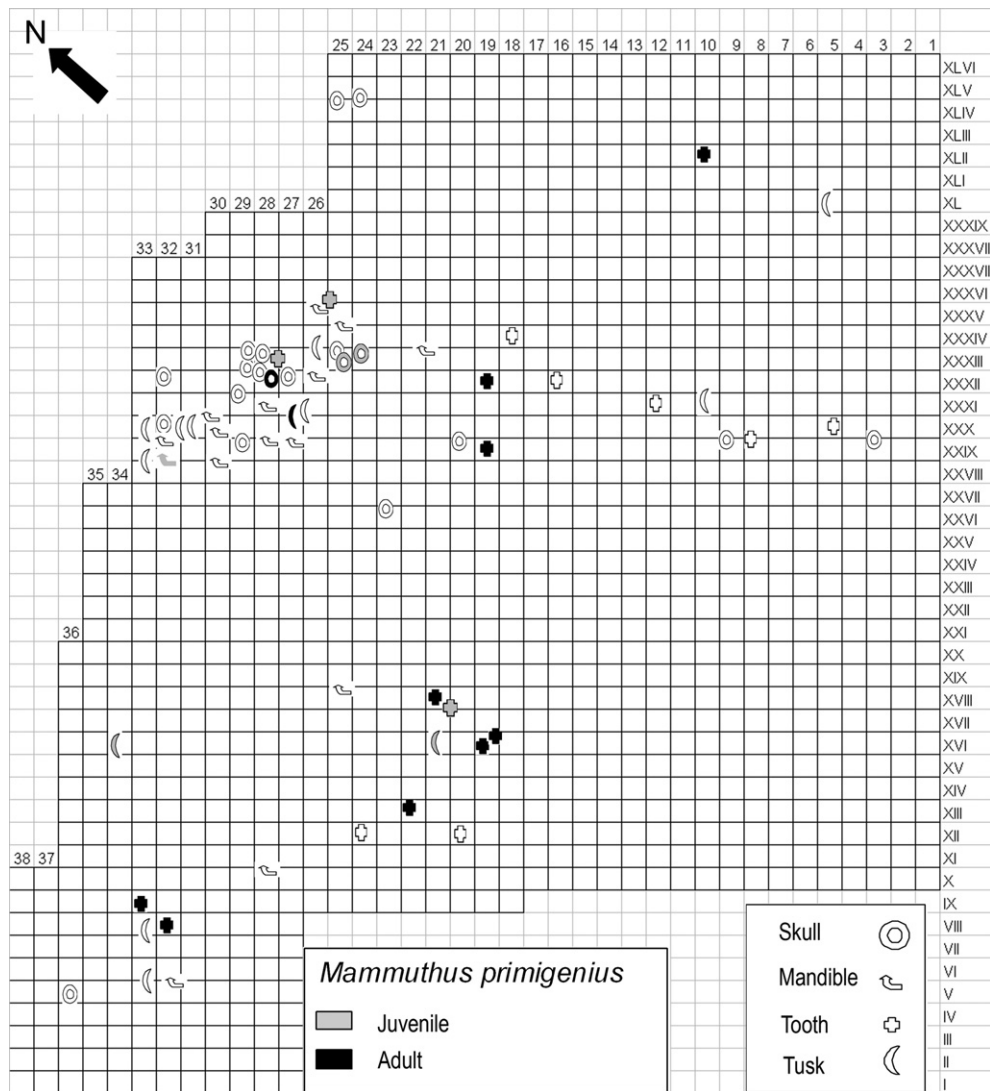 N
25 24 23 22 21 20 19 18 17 16 15 14 13 12 11 10 9 8 7 6 5 4 3 2 1
XLVI
XLV
XLIV
XLIII
XLII
XLI
30 29 28 27 26 XL
XXXIX
33 32 31 XXXVII
XXXVII
XXXVI
XXXV
XXXIV
XXXIII
XXXII
XXXI
XXX
XXIX
35 34 XXVIII
XXVII
XXVI
XXV
XXIV
XXIII
XXII
36 XXI
XX
XIX
XVIII
XVII
XVI
XV
XIV
XIII
XII
38 37 XI
X
IX
VIII
VII
VI
V
IV
III
II
I
Mammuthus primigenius
Juvenile
Adult
Skull
Mandible
Tooth
Tusk